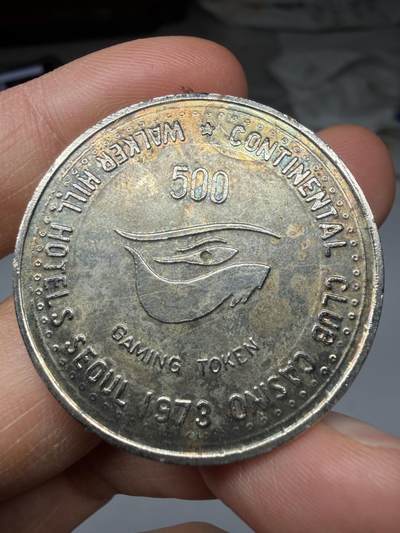 WALKER HILL HOTELS SEOUL 1973
★ CONTINENTAL CLUB CASINO
500
GAMING TOKEN